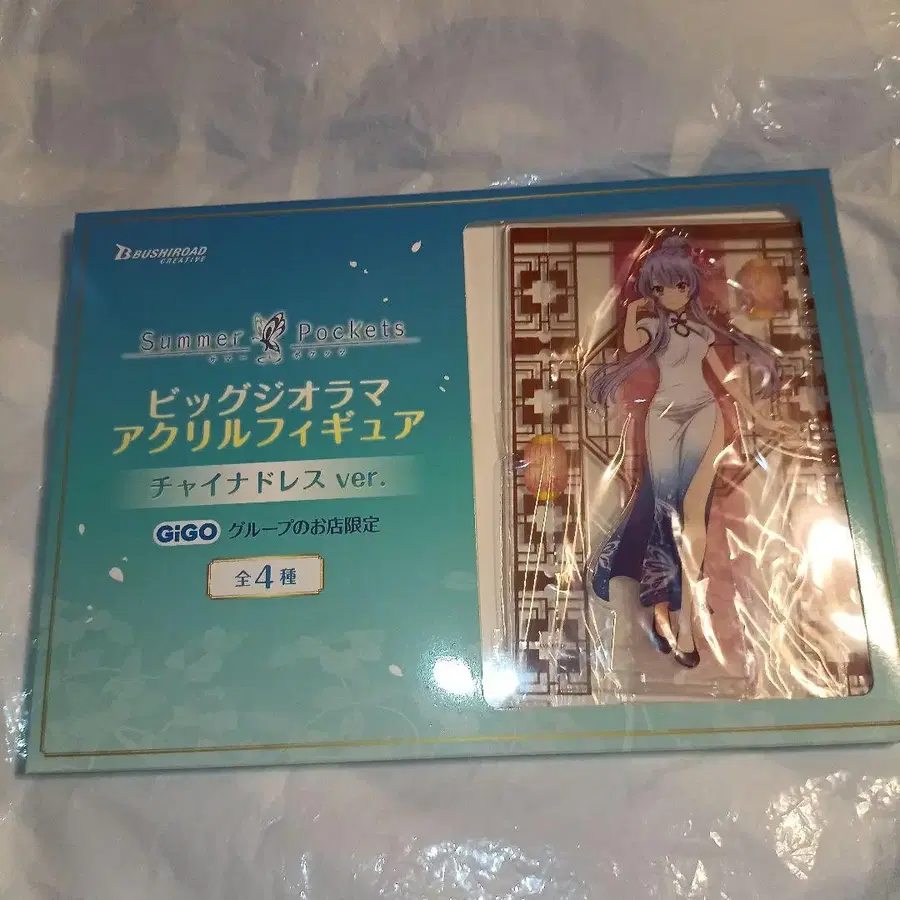 BUSHIROAD
CREATIVE
Summer Pockets
サマー ポケッツ
ビッグジオラマ
アクリルフィギュア
チャイナドレス ver.
GiGO グループのお店限定
全4種